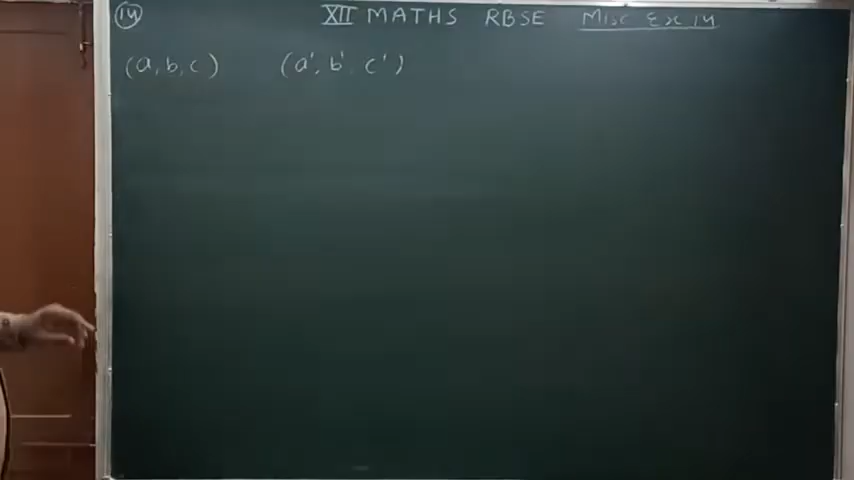 14 XII MATHS RBSE Misc Ex 14
(a, b, c) (a', b', c')